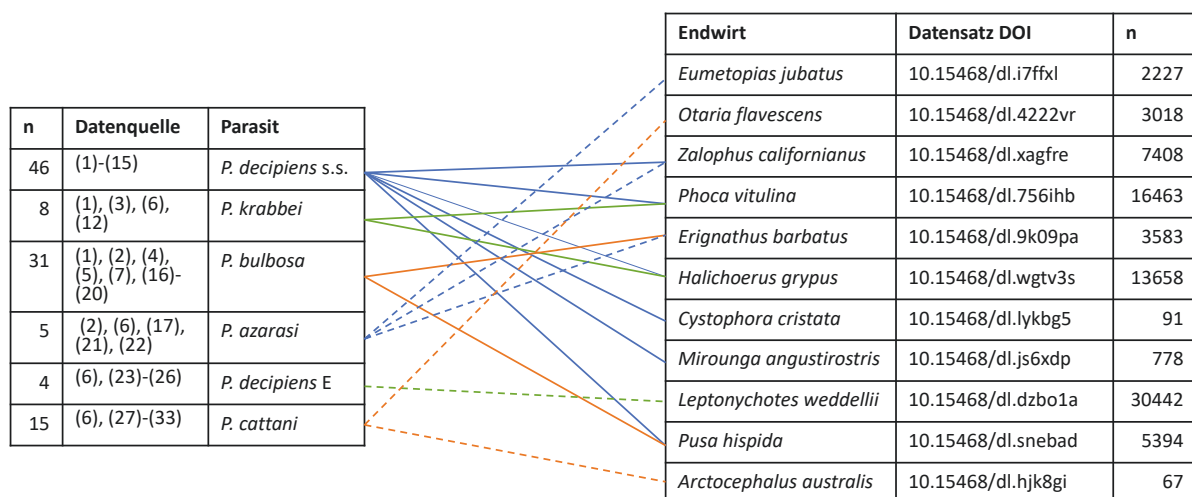 n Datenquelle Parasit
46 (1)-(15) P. decipiens s.s.
8 (1), (3), (6), P. krabbei
(12)
31 (1), (2), (4), P. bulbosa
(5), (7), (16)-
(20)
5 (2), (6), (17), P. azarasi
(21), (22)
4 (6), (23)-(26) P. decipiens E
15 (6), (27)-(33) P. cattani
Endwirt Datensatz DOI n
Eumetopias jubatus 10.15468/dl.i7ffxl 2227
Otaria flavescens 10.15468/dl.4222vr 3018
Zalophus californianus 10.15468/dl.xagfre 7408
Phoca vitulina 10.15468/dl.756ihb 16463
Erignathus barbatus 10.15468/dl.9k09pa 3583
Halichoerus grypus 10.15468/dl.wgtv3s 13658
Cystophora cristata 10.15468/dl.lykbg5 91
Mirounga angustirostris 10.15468/dl.js6xdp 778
Leptonychotes weddellii 10.15468/dl.dzbo1a 30442
Pusa hispida 10.15468/dl.snebad 5394
Arctocephalus australis 10.15468/dl.hjk8gi 67